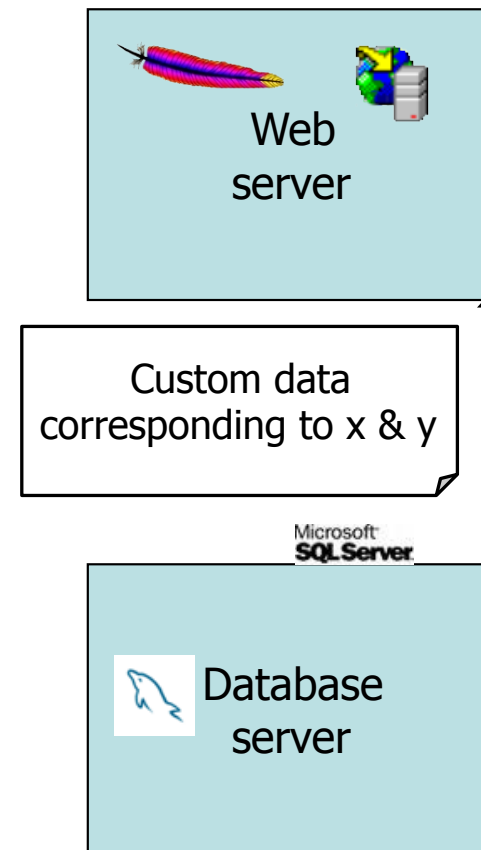 Web
server
Custom data
corresponding to x & y
Microsoft
SQL Server
Database
server